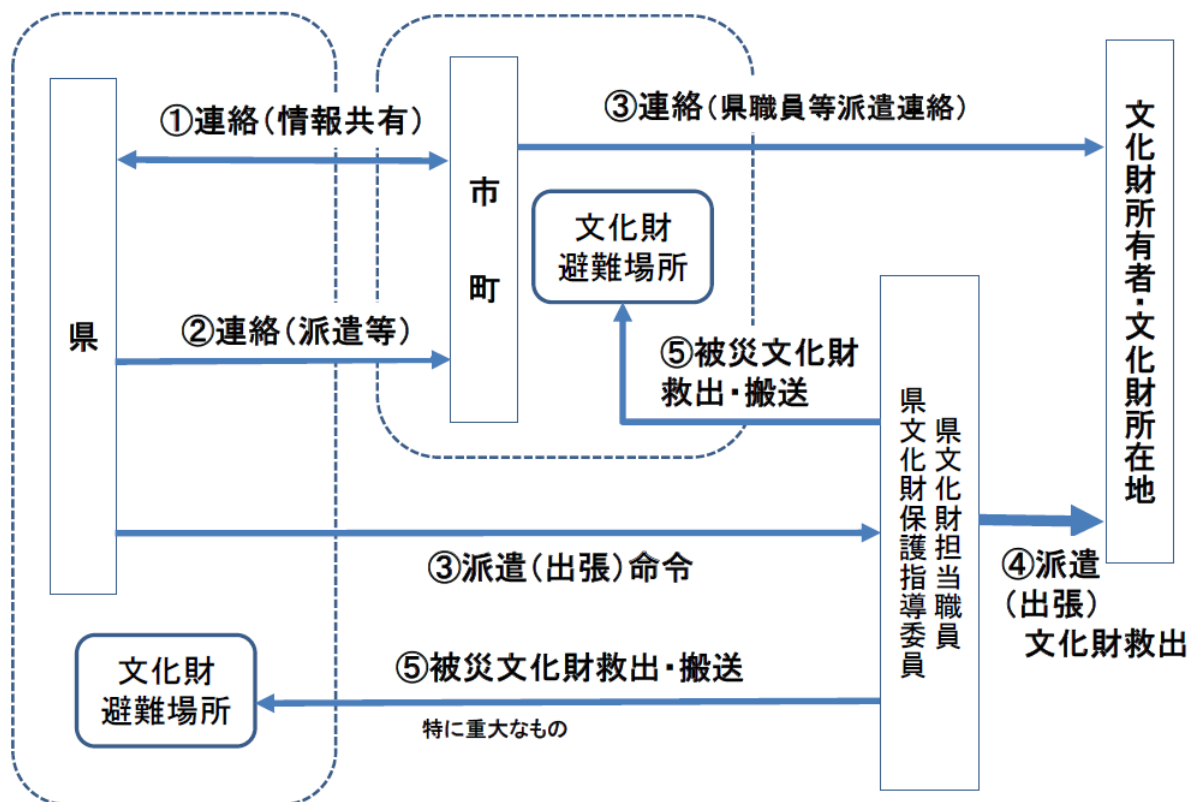 ①連絡(情報共有)
③連絡(県職員等派遣連絡)
市町
文化財
避難場所
文化財所有者・文化財所在地
県
②連絡(派遣等)
⑤被災文化財
救出・搬送
県文化財担当職員
県文化財保護指導委員
③派遣(出張)命令
④派遣
(出張)
文化財救出
文化財
避難場所
⑤被災文化財救出・搬送
特に重大なもの